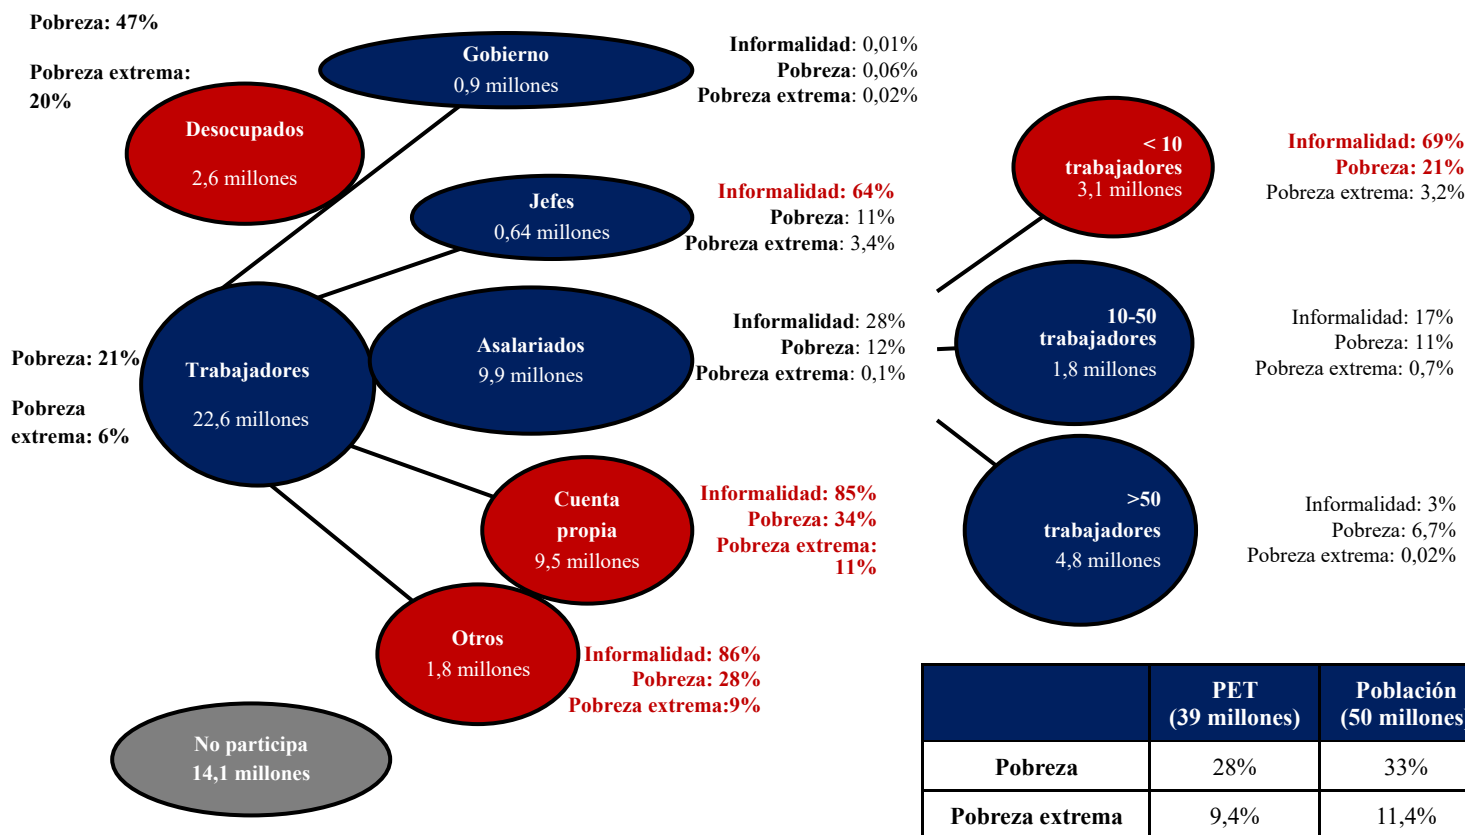 Pobreza: 47%
Pobreza extrema:
20%
Desocupados
2,6 millones
Gobierno
0,9 millones
Informalidad: 0,01%
Pobreza: 0,06%
Pobreza extrema: 0,02%
Jefes
0,64 millones
Informalidad: 64%
Pobreza: 11%
Pobreza extrema: 3,4%
Pobreza: 21%
Pobreza
extrema: 6%
Trabajadores
22,6 millones
Asalariados
9,9 millones
Informalidad: 28%
Pobreza: 12%
Pobreza extrema: 0,1%
Cuenta
propia
9,5 millones
Informalidad: 85%
Pobreza: 34%
Pobreza extrema:
11%
Otros
1,8 millones
Informalidad: 86%
Pobreza: 28%
Pobreza extrema:9%
No participa
14,1 millones
< 10
trabajadores
3,1 millones
Informalidad: 69%
Pobreza: 21%
Pobreza extrema: 3,2%
10-50
trabajadores
1,8 millones
Informalidad: 17%
Pobreza: 11%
Pobreza extrema: 0,7%
>50
trabajadores
4,8 millones
Informalidad: 3%
Pobreza: 6,7%
Pobreza extrema: 0,02%
PET
(39 millones)
Población
(50 millones)
Pobreza 28% 33%
Pobreza extrema 9,4% 11,4%